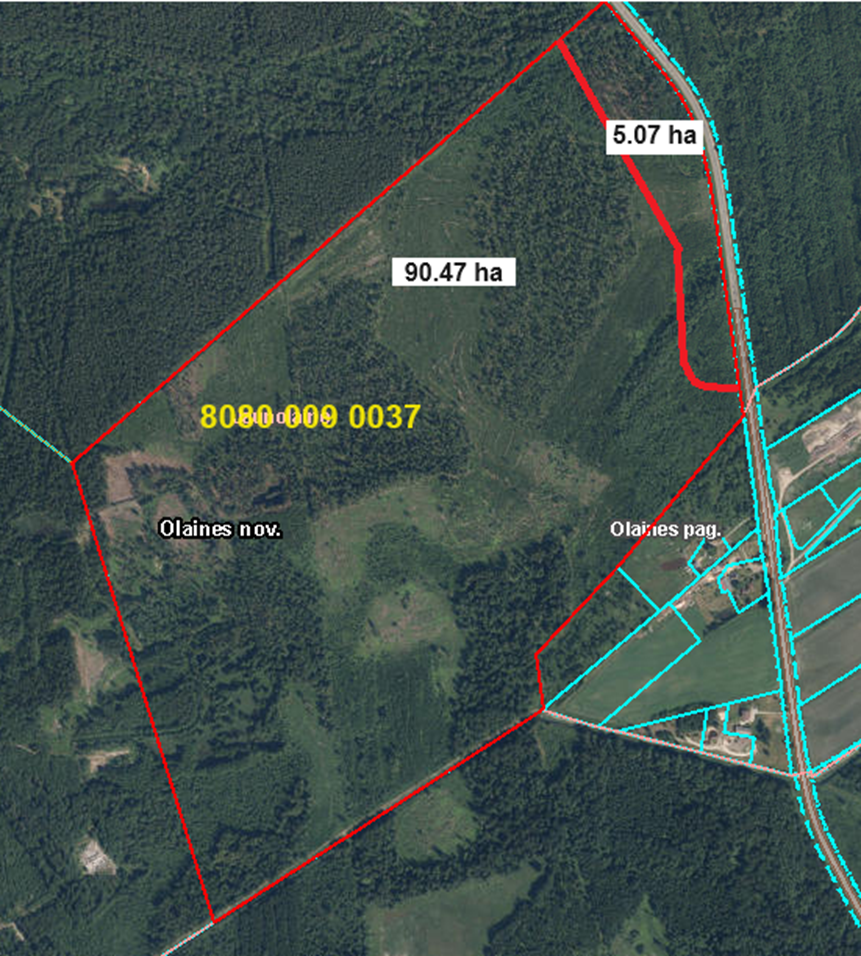 5.07 ha
90.47 ha
8080 009 0037
Olaines nov.
Olaines pag.